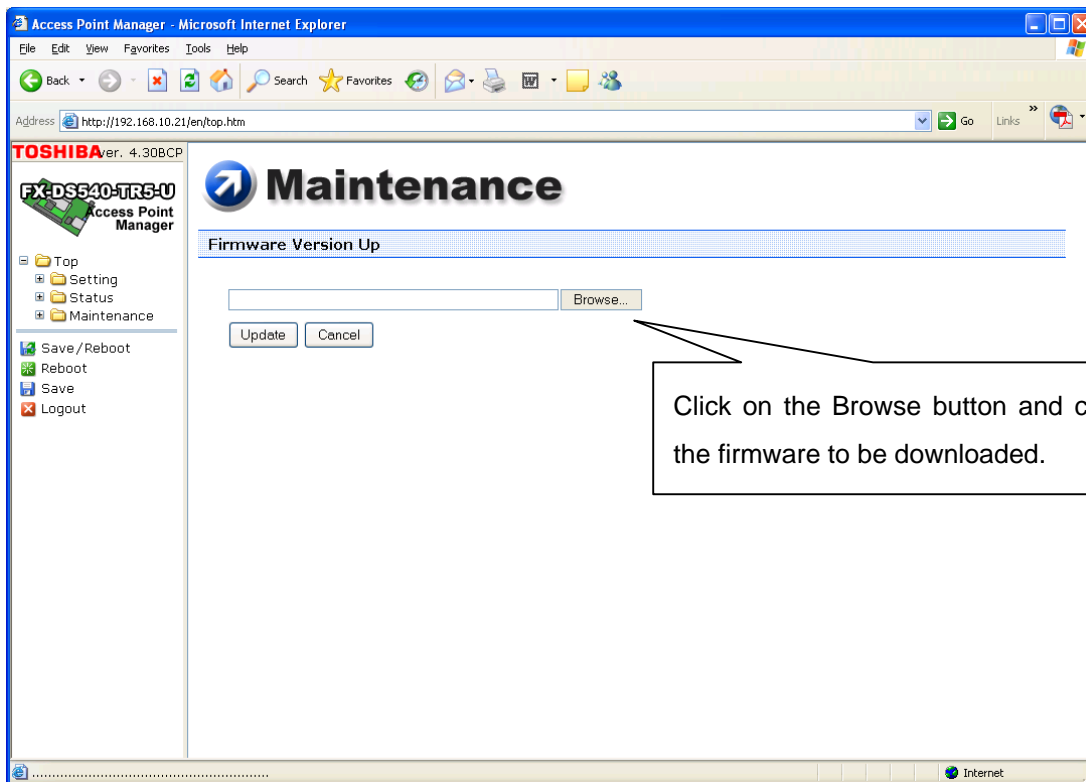 Access Point Manager - Microsoft Internet Explorer
File Edit View Favorites Tools Help
Back Search Favorites
Address http://192.168.10.21/en/top.htm Go Links »
TOSHIBA ver. 4.30BCP
FX-DS540-TR5-U
Access Point
Manager
Top
Setting
Status
Maintenance
Save/Reboot
Reboot
Save
Logout
Maintenance
Firmware Version Up
Browse...
Update Cancel
Click on the Browse button and
the firmware to be downloaded.
Internet